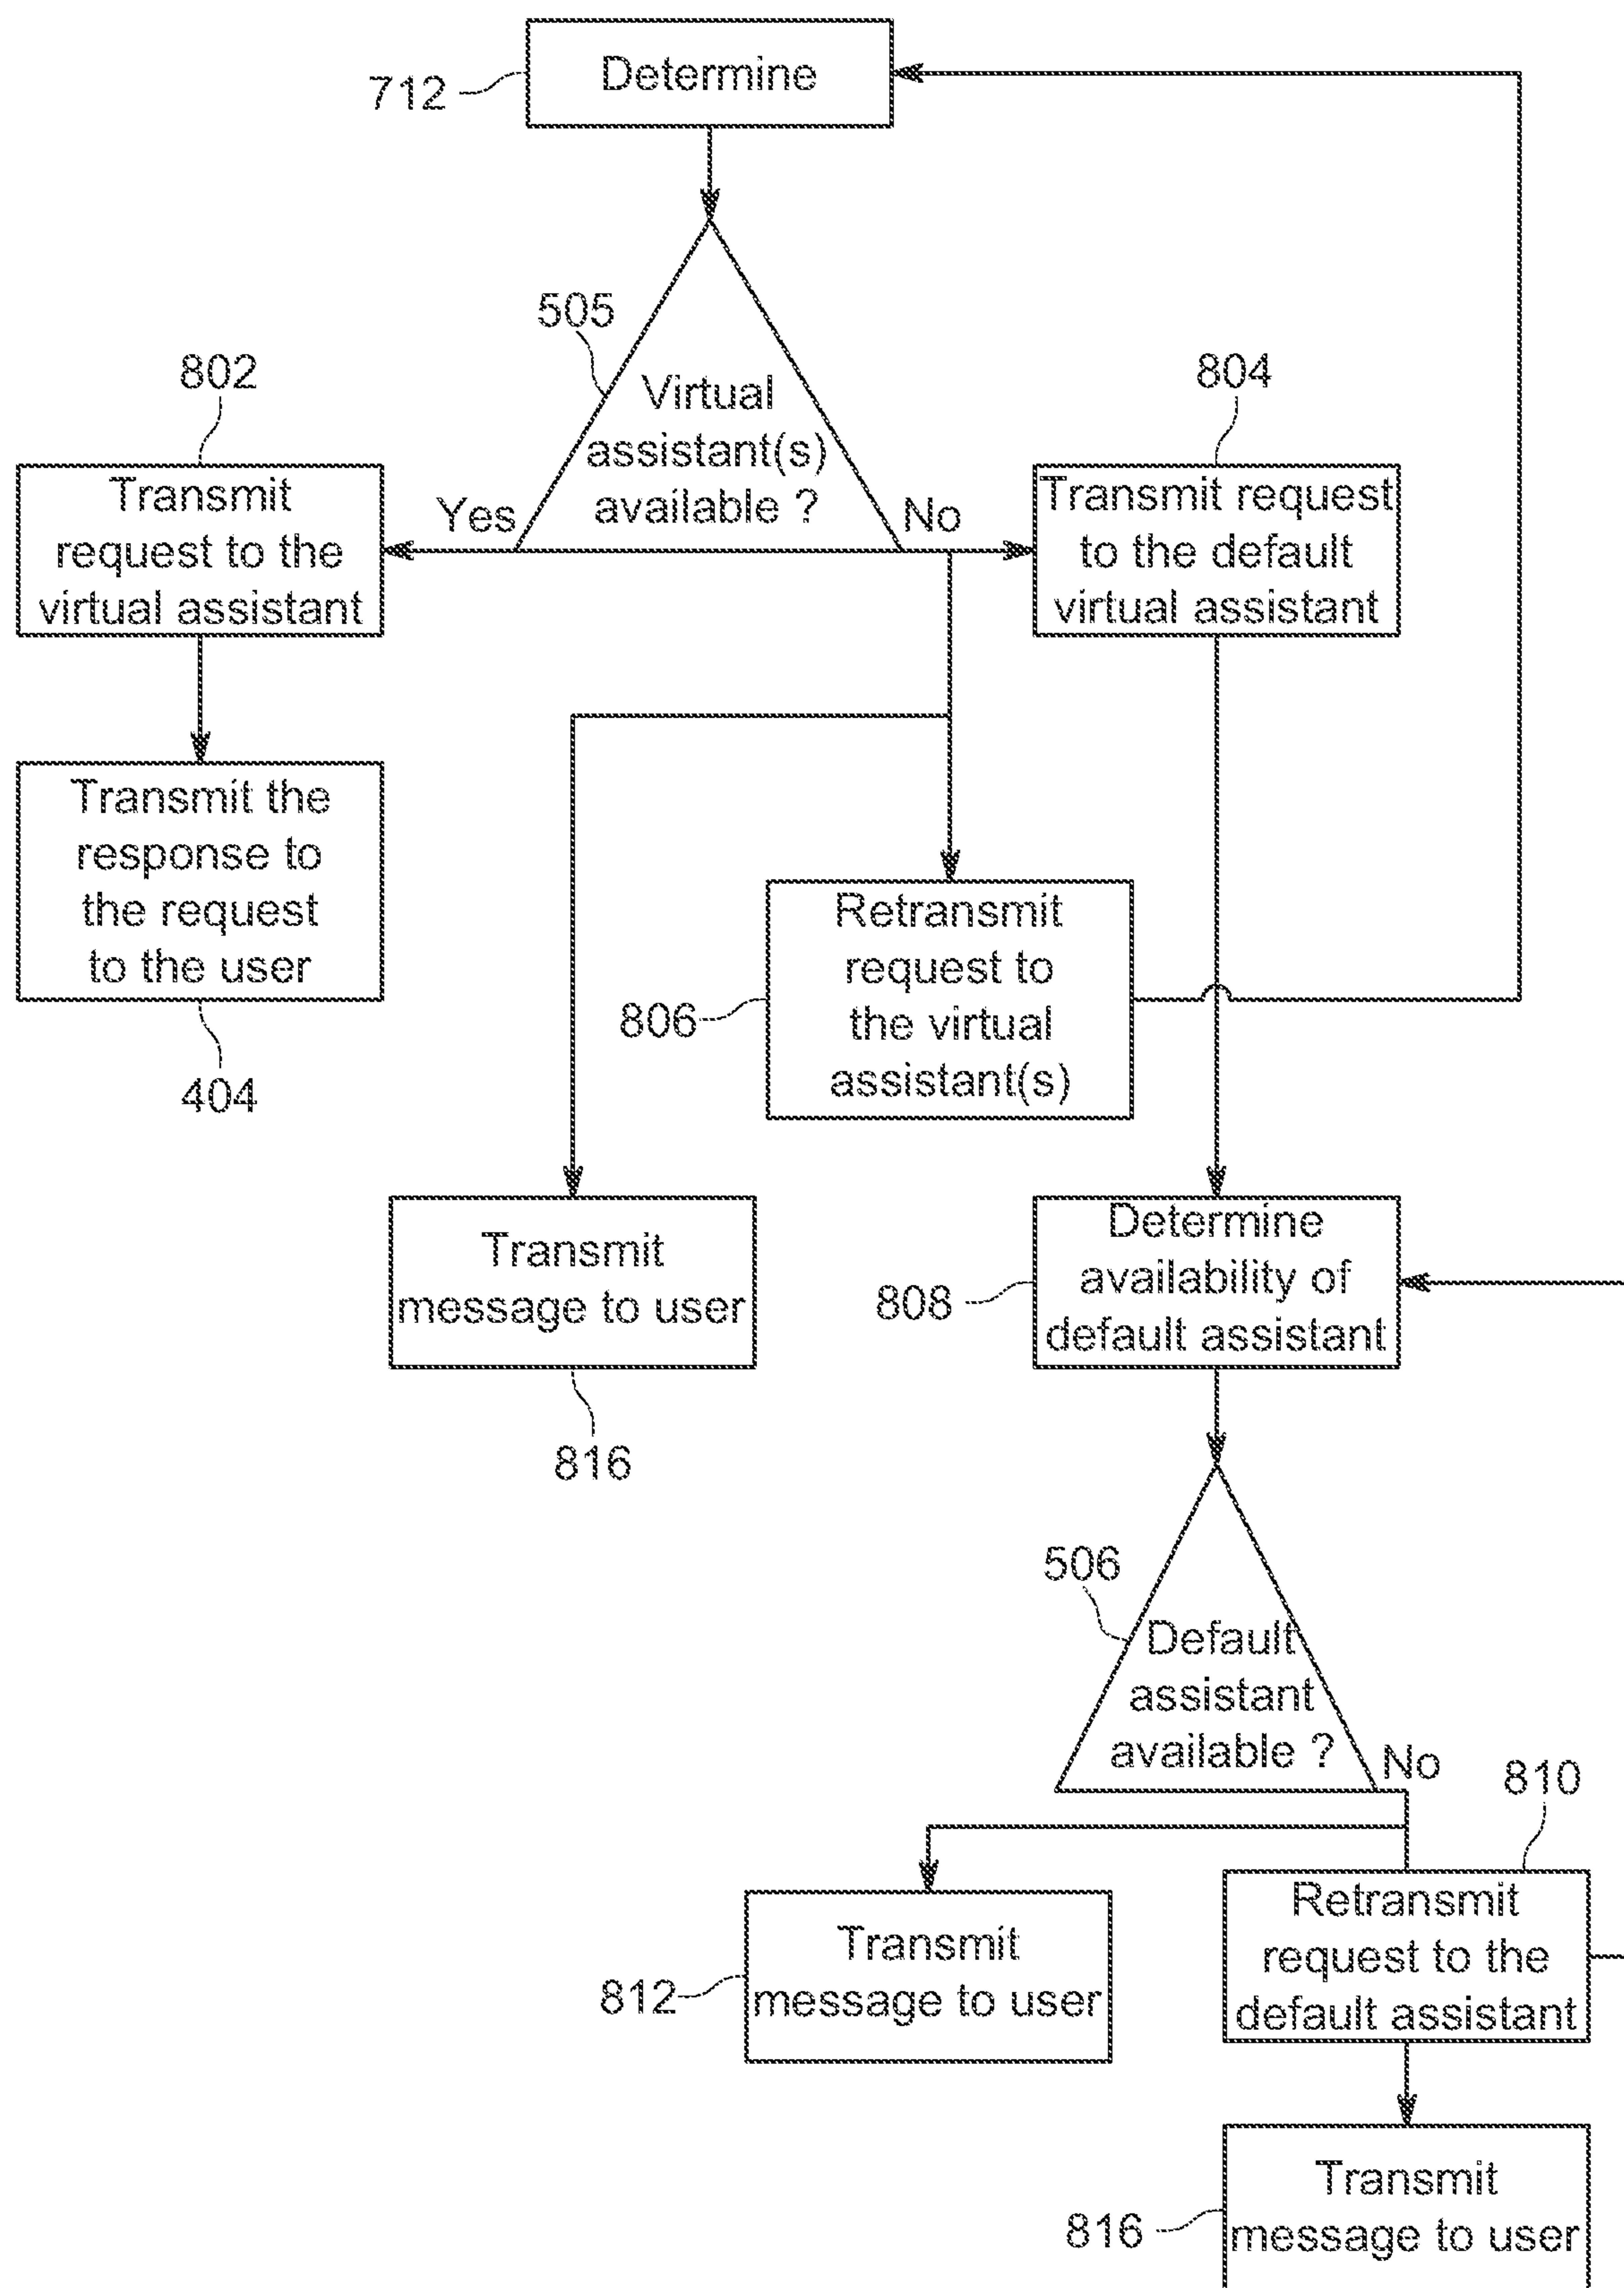 Determine
712
505
Virtual
assistant(s)
available ?
Yes
No
802
Transmit
request to the
virtual assistant
804
Transmit request
to the default
virtual assistant
Transmit the
response to
the request
to the user
404
Retransmit
request to
the virtual
assistant(s)
806
Transmit
message to user
816
Determine
availability of
default assistant
808
506
Default
assistant
available ?
No
810
Transmit
message to user
812
Retransmit
request to the
default assistant
Transmit
message to user
816